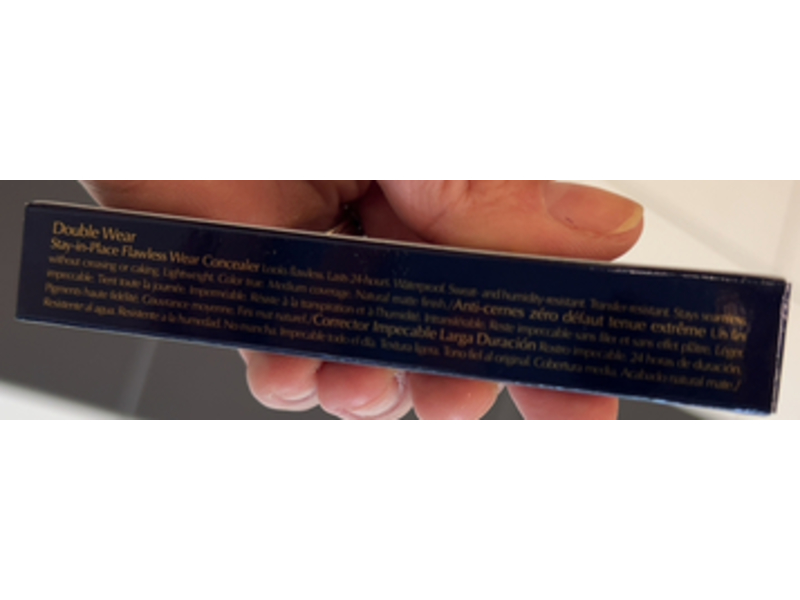 Double Wear
Stay-in-Place Flawless Wear Concealer Looks flawless. Lasts 24 hours. Waterproof. Sweat- and humidity-resistant. Transfer-resistant. Stays seamless,
without creasing or caking. Lightweight. Color true. Medium coverage. Natural matte finish./Anti-cernes zéro défaut tenue extrême Un fini
impeccable. Tient toute la journée. Imperméable. Résiste à la transpiration et à l'humidité. Intransférable. Reste impeccable sans filer et sans effet plâtre. Léger.
Pigments haute fidélité. Couvrance moyenne. Fini mat naturel./Corrector Impecable Larga Duración Rostro impecable. 24 horas de duración.
Resistente al agua. Resistente a la humedad. No mancha. Impecable todo el día. Textura ligera. Tono fiel al original. Cobertura media. Acabado natural mate./